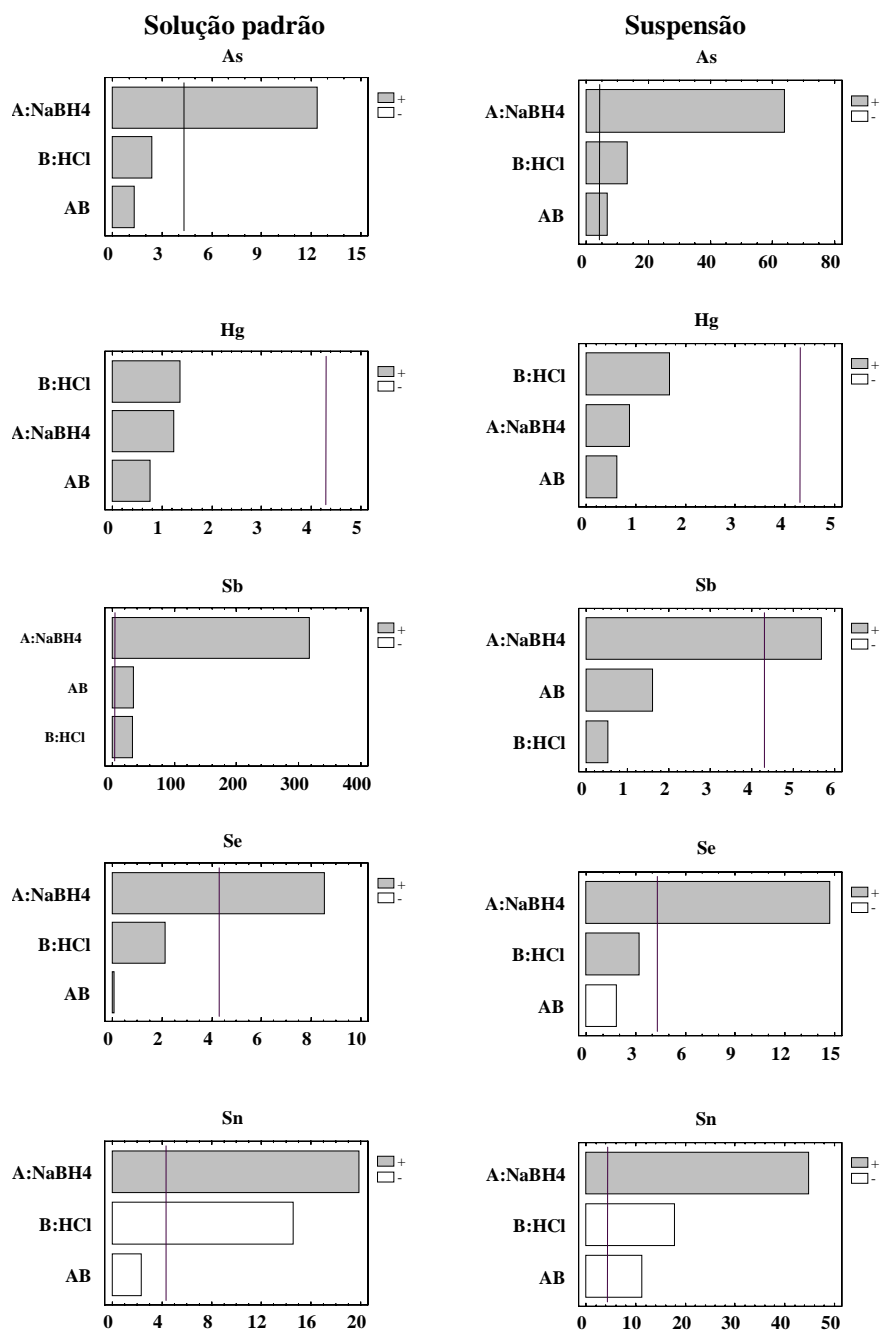 Solução padrão
As
A:NaBH4
B:HCl
AB
+
-
0 3 6 9 12 15
Suspensão
As
A:NaBH4
B:HCl
AB
+
-
0 20 40 60 80
Hg
B:HCl
A:NaBH4
AB
+
-
0 1 2 3 4 5
Hg
B:HCl
A:NaBH4
AB
+
-
0 1 2 3 4 5
Sb
A:NaBH4
AB
B:HCl
+
-
0 100 200 300 400
Sb
A:NaBH4
AB
B:HCl
+
-
0 1 2 3 4 5 6
Se
A:NaBH4
B:HCl
AB
+
-
0 2 4 6 8 10
Se
A:NaBH4
B:HCl
AB
+
-
0 3 6 9 12 15
Sn
A:NaBH4
B:HCl
AB
+
-
0 4 8 12 16 20
Sn
A:NaBH4
B:HCl
AB
+
-
0 10 20 30 40 50